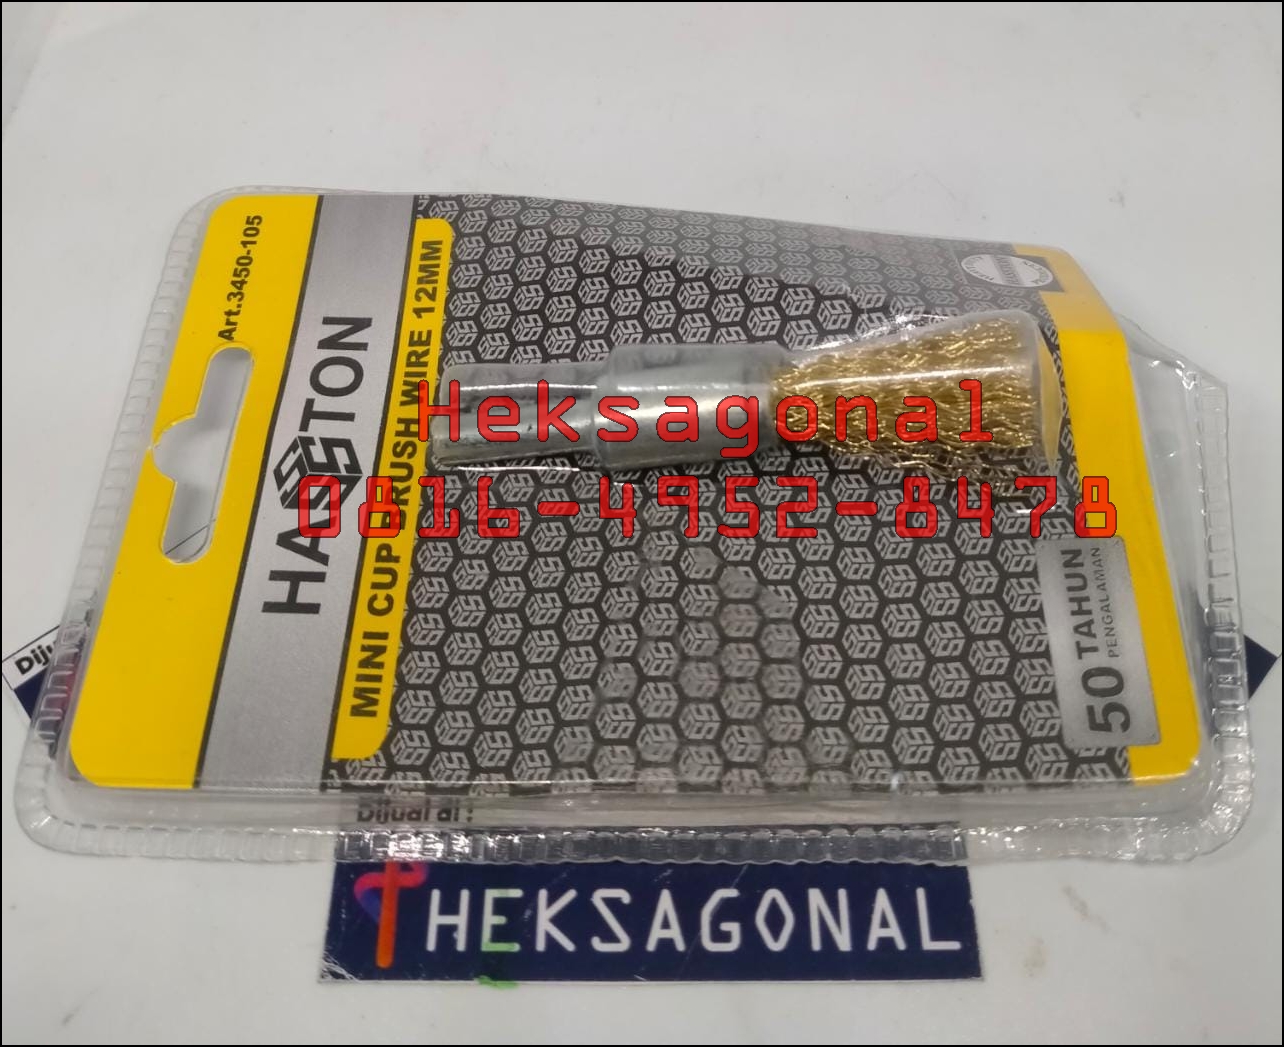 Art.3450-105
HASSTON
MINI CUP BRUSH WIRE 12MM
Heksagonal
0816-4952-8478
50 TAHUN
PENGALAMAN
Dijual di :
HEKSAGONAL